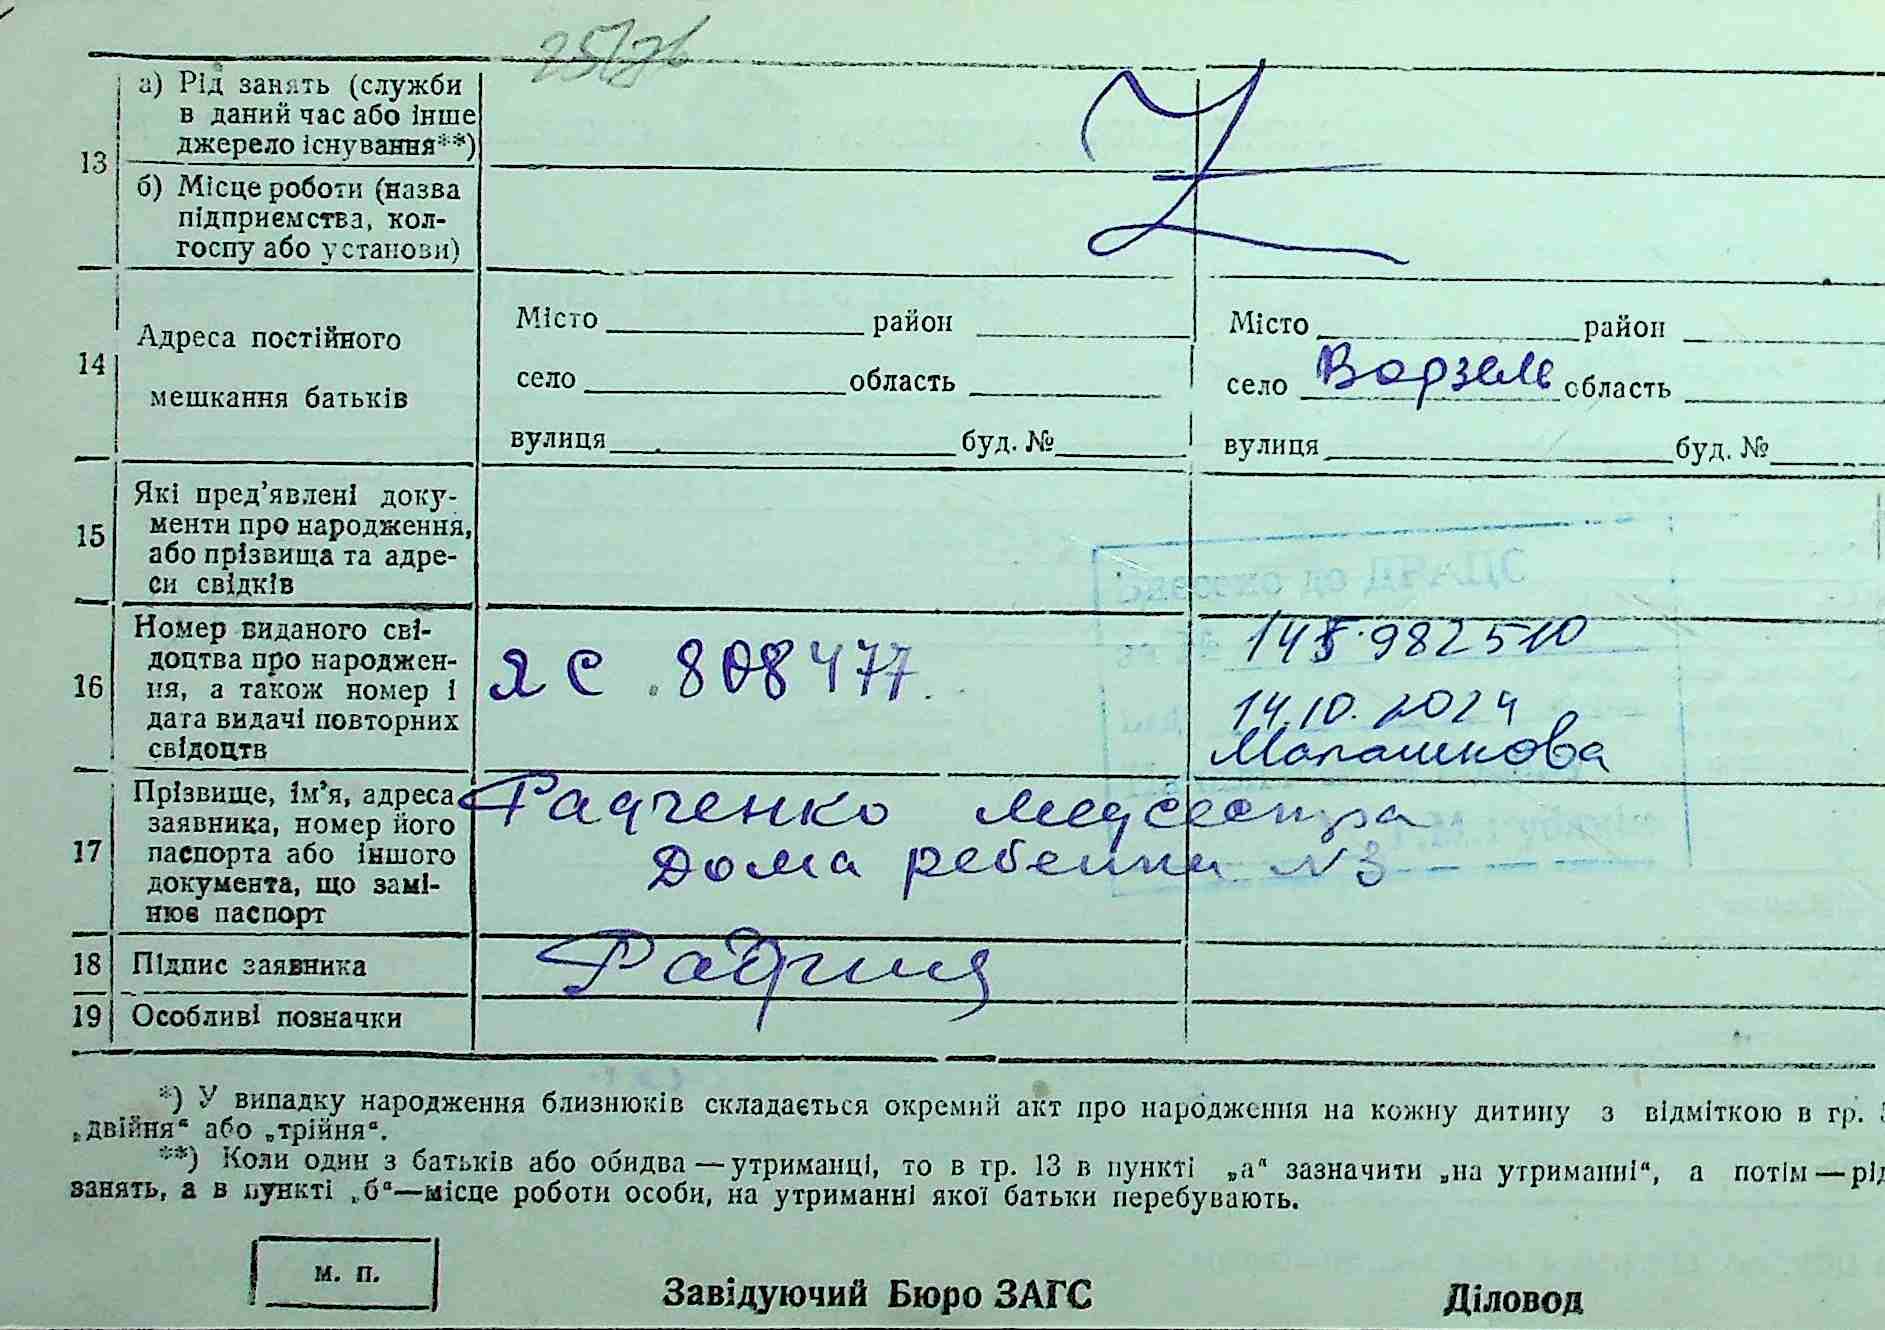 а) Рід занять (служби
в даний час або інше
джерело існування**)
13
б) Місце роботи (назва
підприємства, кол-
госпу або установи)
Місто район Місто район
14 Адреса постійного
мешкання батьків
село область село Ворзель область
вулиця буд. № вулиця буд. №
Які пред’явлені доку-
15 менти про народження,
або прізвища та адре-
си свідків
Внесено до ДРАЦС
Номер виданого сві-
доцтва про народжен-
16 ня, а також номер і
дата видачі повторних
свідоцтв
ЯС . 808477.
982510
14.10.2024
Малашкова
Прізвище, ім’я, адреса
заявника, номер його
17 паспорта або іншого
документа, що замі-
нює паспорт
Радченко медсестра
Дома ребенка N3
18 Підпис заявника
19 Особливі позначки
*) У випадку народження близнюків складається окремий акт про народження на кожну дитину з відміткою в гр.
„двійня“ або „трійня“.
**) Коли один з батьків або обидва — утриманці, то в гр. 13 в пункті „а“ зазначити „на утриманні“, а потім — рід
занять, а в пункті „б“—місце роботи особи, на утриманні якої батьки перебувають.
м. п.
Завідуючий Бюро ЗАГС Діловод